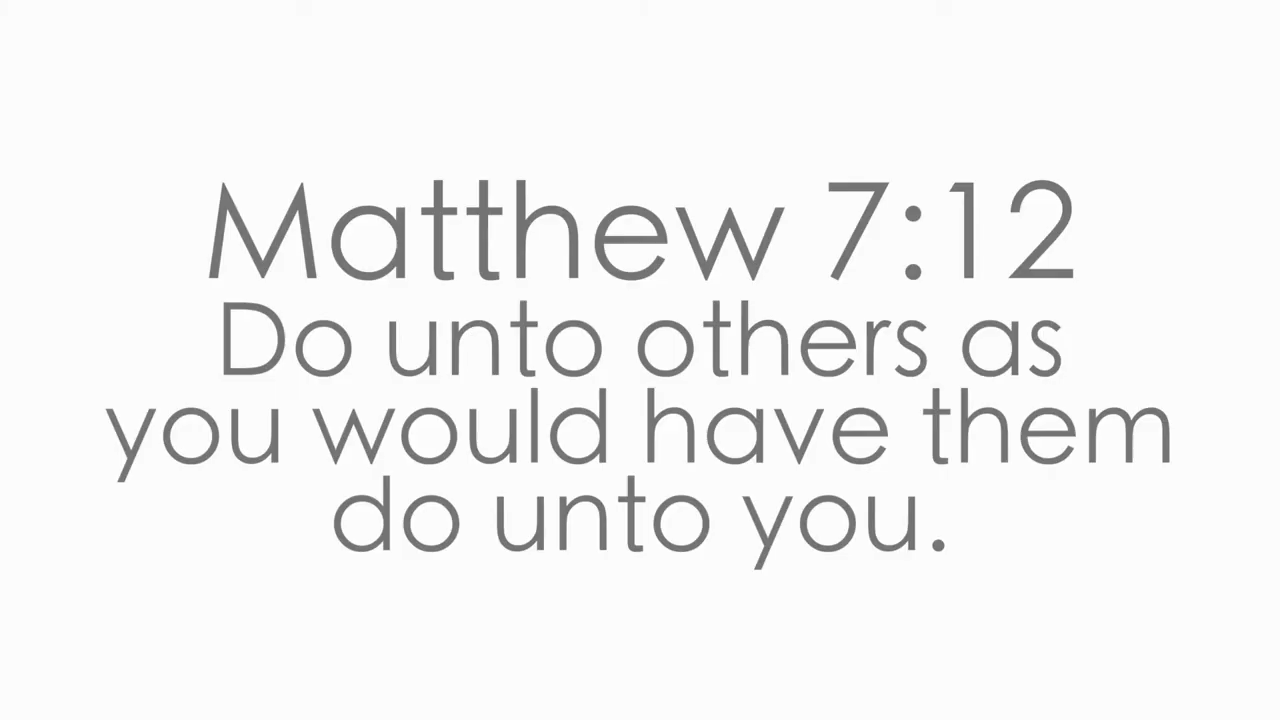 Matthew 7:12
Do unto others as
you would have them
do unto you.